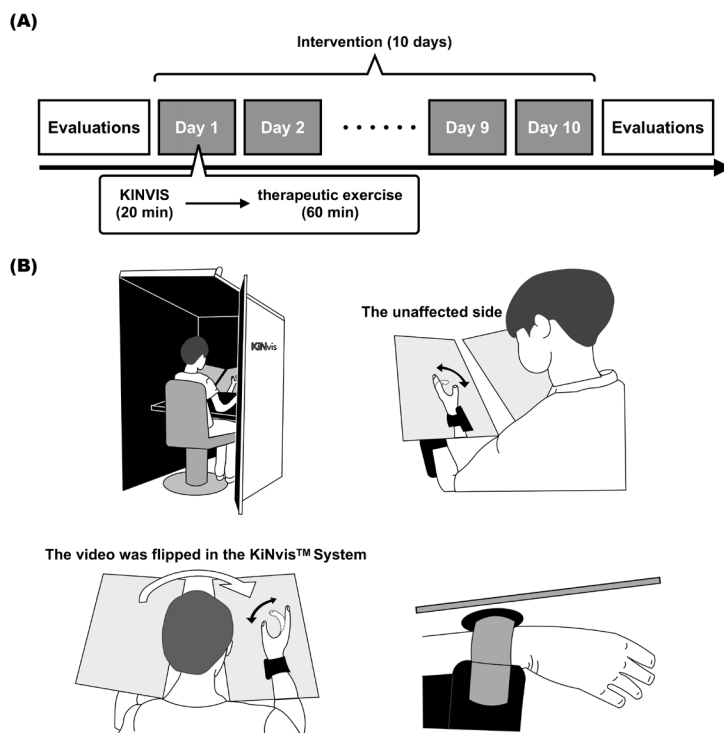 (A)
Intervention (10 days)
Evaluations
Day 1
Day 2
......
Day 9
Day 10
Evaluations
KINVIS
(20 min)
therapeutic exercise
(60 min)
(B)
KiNvis
The unaffected side
The video was flipped in the KiNvis™ System